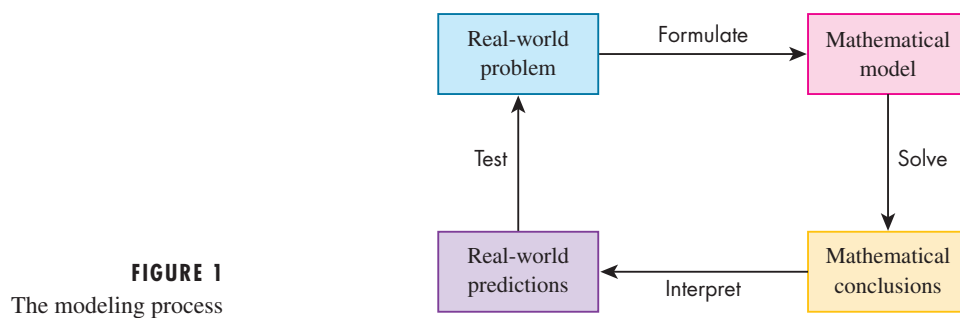 Real-world
problem
Formulate
Mathematical
model
Test
Solve
Real-world
predictions
Interpret
Mathematical
conclusions
FIGURE 1
The modeling process